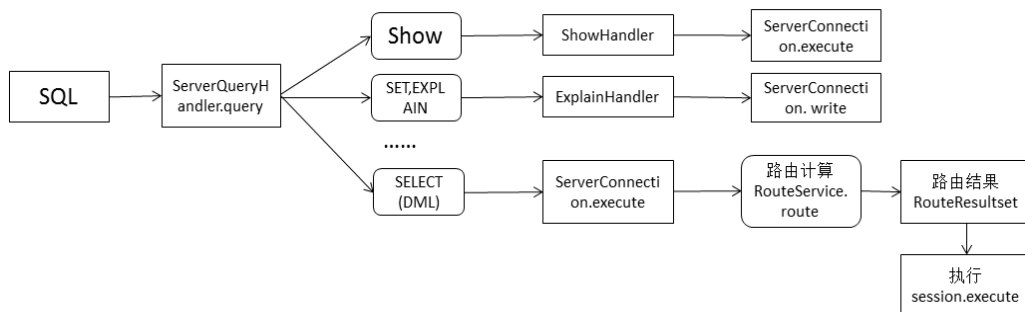 SQL
ServerQueryH
andler.query
Show
ShowHandler
ServerConnecti
on.execute
SET,EXPL
AIN
ExplainHandler
ServerConnecti
on. write
......
SELECT
(DML)
ServerConnecti
on.execute
路由计算
RouteService.
route
路由结果
RouteResultset
执行
session.execute